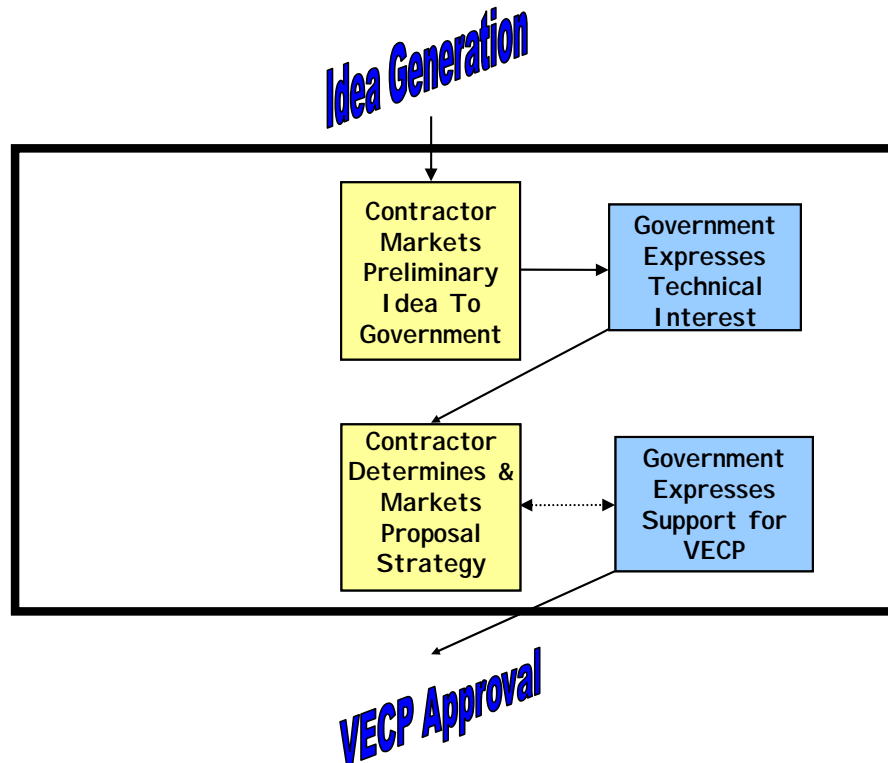 Idea Generation
Contractor
Markets
Preliminary
Idea To
Government
Government
Expresses
Technical
Interest
Contractor
Determines &
Markets
Proposal
Strategy
Government
Expresses
Support for
VECP
VECP Approval